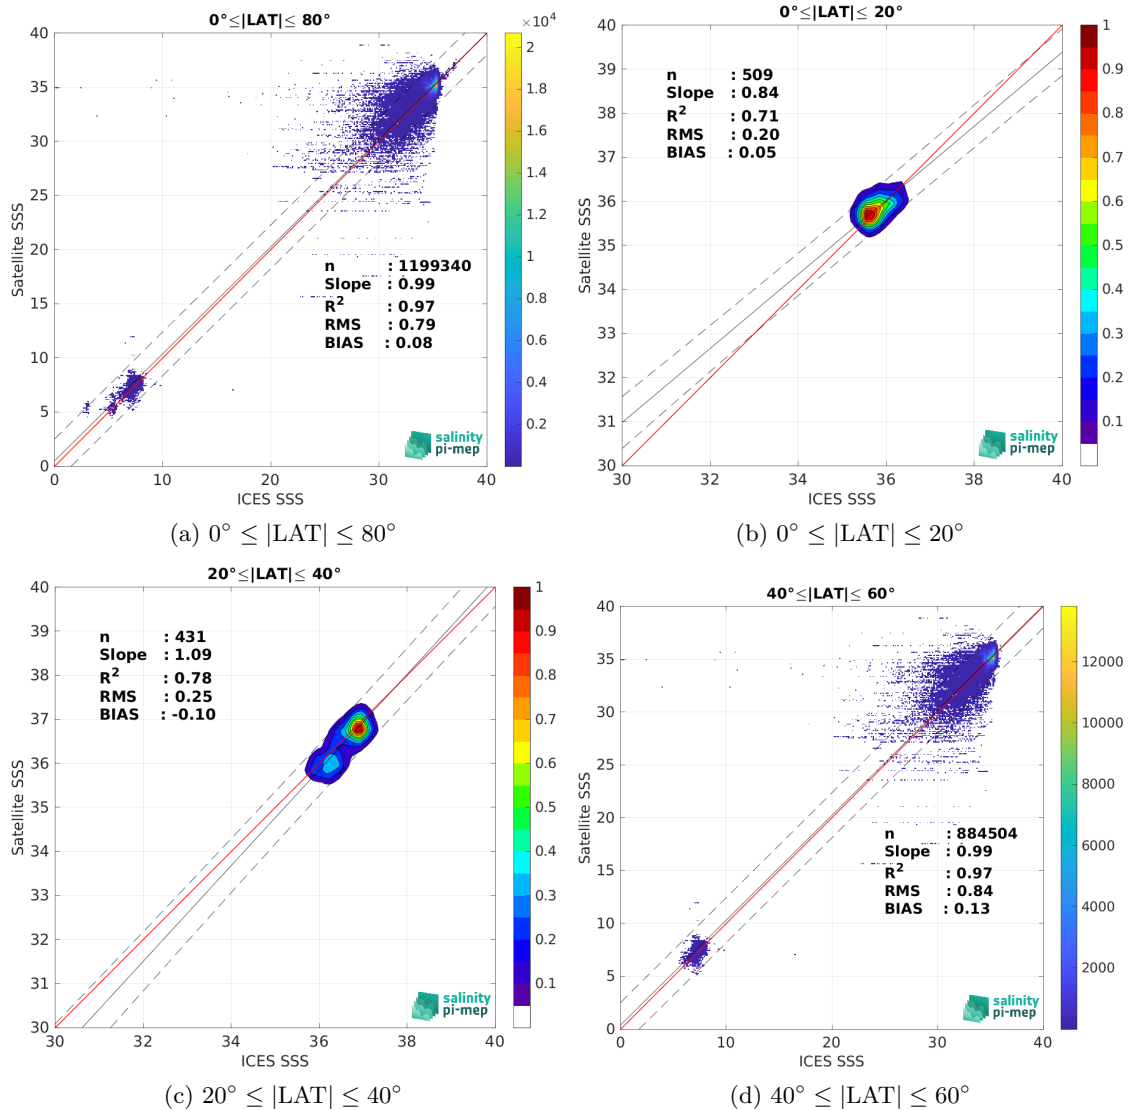 0°≤|LAT|≤ 80°
×10⁴
40
35
30
25
20
15
10
5
0
0 10 20 30 40
2
1.8
1.6
1.4
1.2
1
0.8
0.6
0.4
0.2
Satellite SSS
ICES SSS
n : 1199340
Slope : 0.99
R² : 0.97
RMS : 0.79
BIAS : 0.08
salinity
pi-mep
(a) 0° ≤ |LAT| ≤ 80°
0°≤|LAT|≤ 20°
40
39
38
37
36
35
34
33
32
31
30
30 32 34 36 38 40
1
0.9
0.8
0.7
0.6
0.5
0.4
0.3
0.2
0.1
Satellite SSS
ICES SSS
n : 509
Slope : 0.84
R² : 0.71
RMS : 0.20
BIAS : 0.05
salinity
pi-mep
(b) 0° ≤ |LAT| ≤ 20°
20°≤|LAT|≤ 40°
40
39
38
37
36
35
34
33
32
31
30
30 32 34 36 38 40
1
0.9
0.8
0.7
0.6
0.5
0.4
0.3
0.2
0.1
Satellite SSS
ICES SSS
n : 431
Slope : 1.09
R² : 0.78
RMS : 0.25
BIAS : -0.10
salinity
pi-mep
(c) 20° ≤ |LAT| ≤ 40°
40°≤|LAT|≤ 60°
40
35
30
25
20
15
10
5
0
0 10 20 30 40
12000
10000
8000
6000
4000
2000
Satellite SSS
ICES SSS
n : 884504
Slope : 0.99
R² : 0.97
RMS : 0.84
BIAS : 0.13
salinity
pi-mep
(d) 40° ≤ |LAT| ≤ 60°